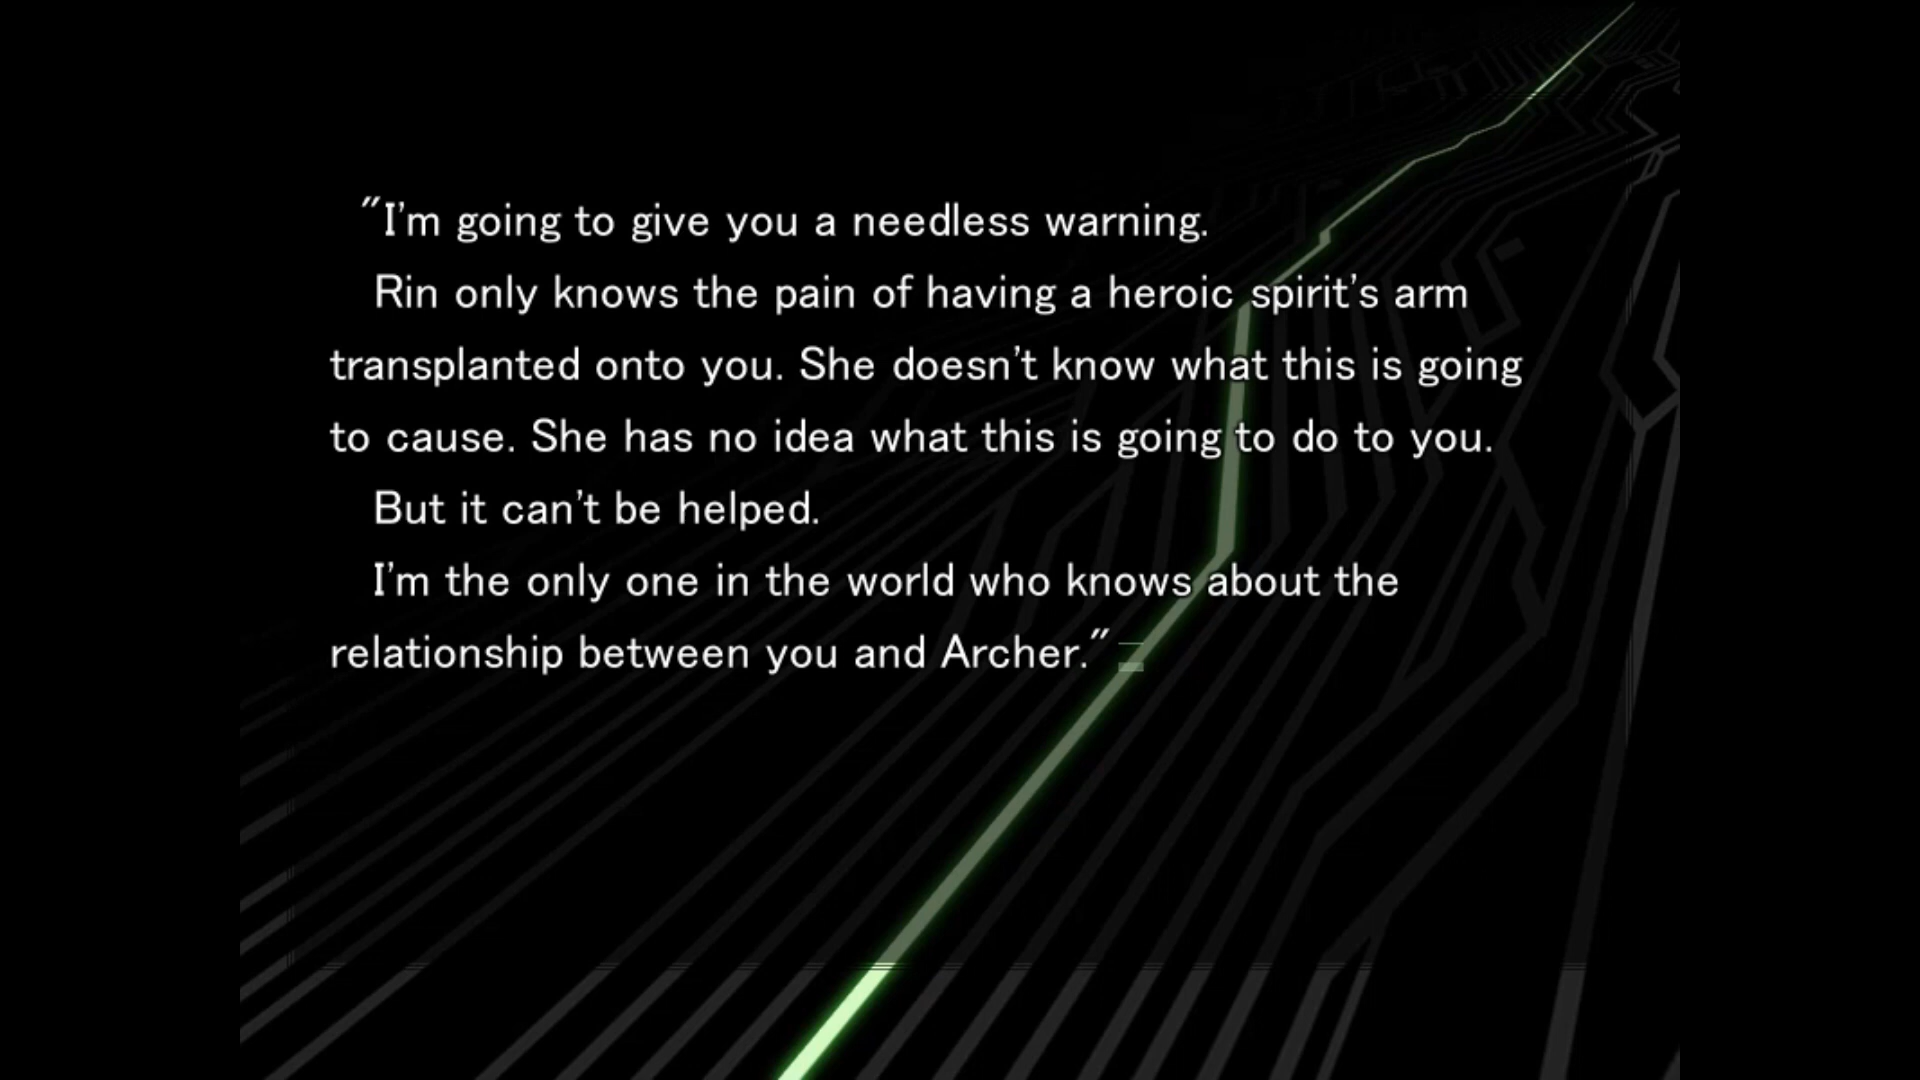 "I'm going to give you a needless warning.
Rin only knows the pain of having a heroic spirit's arm
transplanted onto you. She doesn't know what this is going
to cause. She has no idea what this is going to do to you.
But it can't be helped.
I'm the only one in the world who knows about the
relationship between you and Archer."